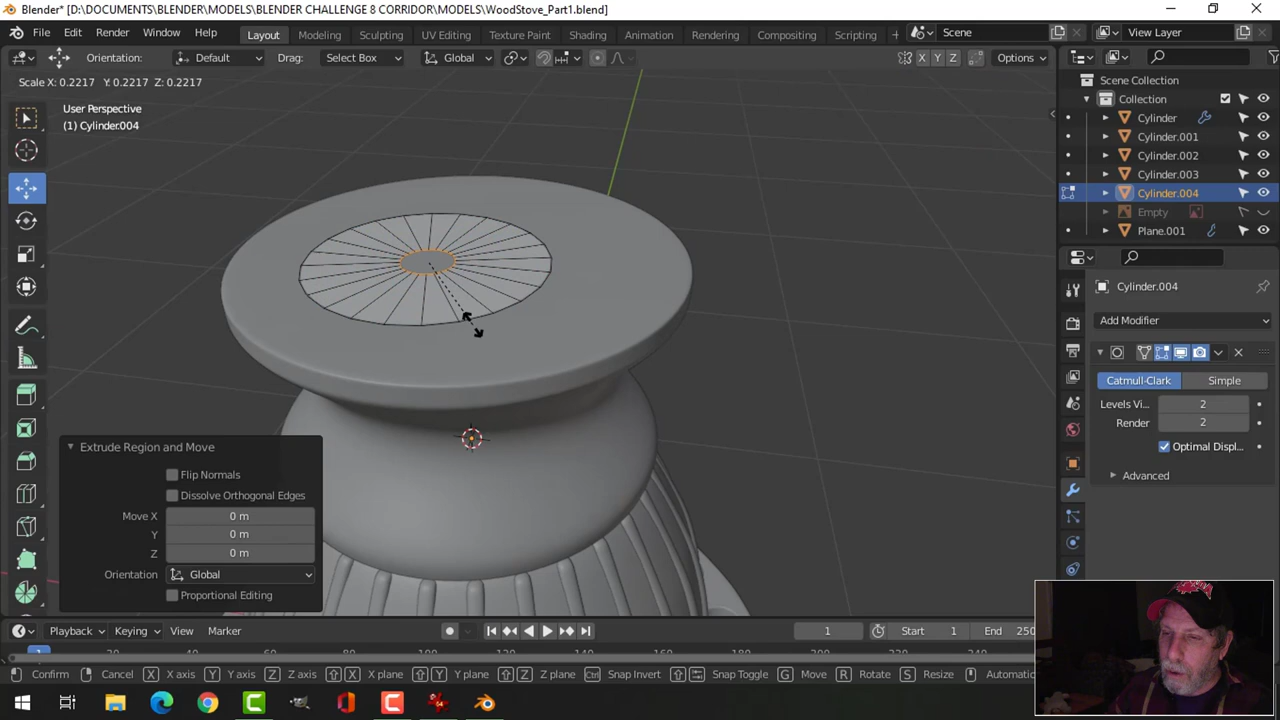 Blender* [D:\DOCUMENTS\BLENDER\MODELS\BLENDER CHALLENGE 8 CORRIDOR\MODELS\WoodStove_Part1.blend]
File Edit Render Window Help Layout Modeling Sculpting UV Editing Texture Paint Shading Animation Rendering Compositing Scripting Scene View Layer
Orientation: Default Drag: Select Box Global X Y Z Options
Scale X: 0.2217 Y: 0.2217 Z: 0.2217
User Perspective
(1) Cylinder.004
Scene Collection
Collection
Cylinder
Cylinder.001
Cylinder.002
Cylinder.003
Cylinder.004
Empty
Plane.001
Cylinder.004
Add Modifier
Catmull-Clark Simple
Levels Vi... 2
Render 2
Optimal Displ...
Advanced
Extrude Region and Move
Flip Normals
Dissolve Orthogonal Edges
Move X 0 m
Y 0 m
Z 0 m
Orientation Global
Proportional Editing
Playback Keying View Marker 1 Start 1 End 250
Confirm Cancel X X axis Y Y axis Z Z axis X X plane Y Y plane Z Z plane Ctrl Snap Invert Snap Toggle G Move R Rotate S Resize Automatic